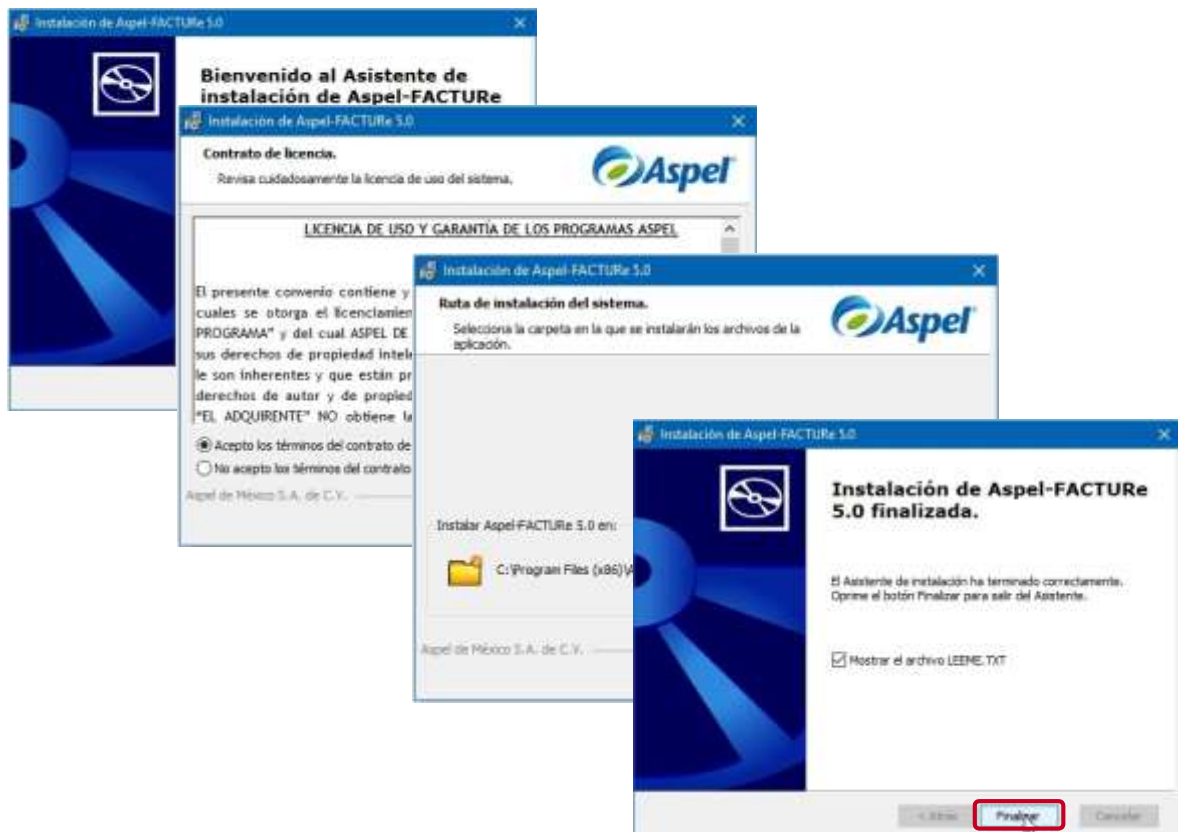 Instalación de Aspel-FACTURe 5.0
Bienvenido al Asistente de
instalación de Aspel-FACTURe
Instalación de Aspel-FACTURe 5.0
Contrato de licencia.
Revisa cuidadosamente la licencia de uso del sistema.
Aspel
LICENCIA DE USO Y GARANTÍA DE LOS PROGRAMAS ASPEL
El presente convenio contiene y
cuales se otorga el licenciamien
PROGRAMA" y del cual ASPEL DE
sus derechos de propiedad intele
le son inherentes y que están pr
derechos de autor y de propied
"EL ADQUIRENTE" NO obtiene la
Acepto los términos del contrato de
No acepto los términos del contrato
Aspel de México S.A. de C.V.
Instalación de Aspel-FACTURe 5.0
Ruta de instalación del sistema.
Selecciona la carpeta en la que se instalarán los archivos de la
aplicación.
Aspel
Instalar Aspel-FACTURe 5.0 en:
C:\Program Files (x86)\A
Aspel de México S.A. de C.V.
Instalación de Aspel-FACTURe 5.0
Instalación de Aspel-FACTURe
5.0 finalizada.
El Asistente de instalación ha terminado correctamente.
Oprime el botón Finalizar para salir del Asistente.
Mostrar el archivo LEEME.TXT
< Atrás
Finalizar
Cancelar